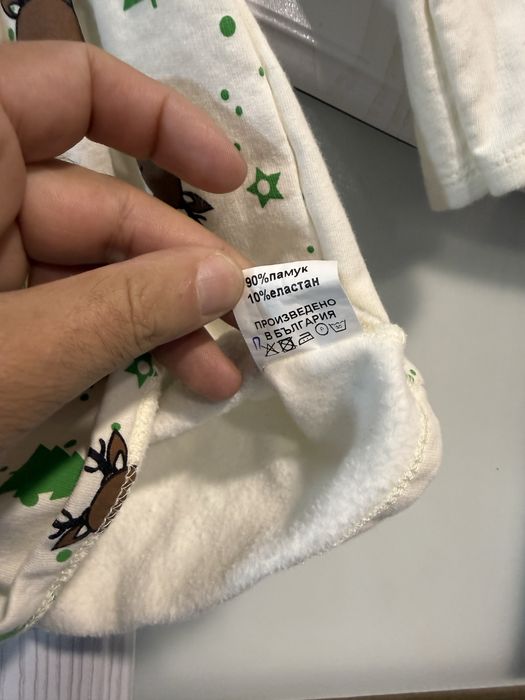 90%памук
10%еластан
ПРОИЗВЕДЕНО
В БЪЛГАРИЯ